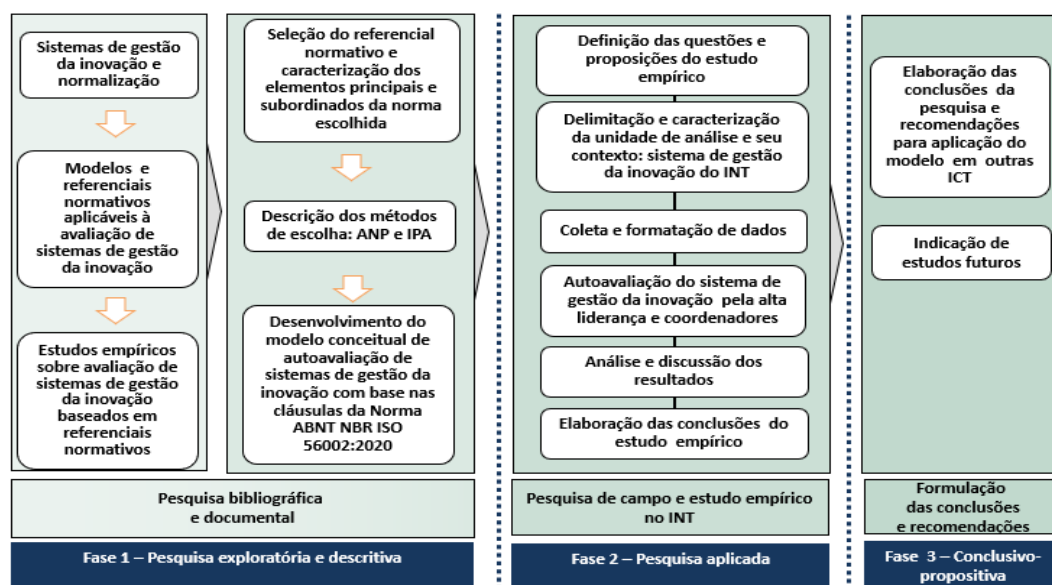 Sistemas de gestão
da inovação e
normalização
Modelos e
referenciais
normativos
aplicáveis à
avaliação de
sistemas de gestão
da inovação
Estudos empíricos
sobre avaliação de
sistemas de gestão
da inovação
baseados em
referenciais
normativos
Seleção do referencial
normativo e
caracterização dos
elementos principais e
subordinados da norma
escolhida
Descrição dos métodos
de escolha: ANP e IPA
Desenvolvimento do
modelo conceitual de
autoavaliação de
sistemas de gestão da
inovação com base nas
cláusulas da Norma
ABNT NBR ISO
56002:2020
Pesquisa bibliográfica
e documental
Fase 1 – Pesquisa exploratória e descritiva
Definição das questões e
proposições do estudo
empírico
Delimitação e caracterização
da unidade de análise e seu
contexto: sistema de gestão
da inovação do INT
Coleta e formatação de dados
Autoavaliação do sistema de
gestão da inovação pela alta
liderança e coordenadores
Análise e discussão dos
resultados
Elaboração das conclusões do
estudo empírico
Pesquisa de campo e estudo empírico
no INT
Fase 2 – Pesquisa aplicada
Elaboração das
conclusões da
pesquisa e
recomendações
para aplicação do
modelo em outras
ICT
Indicação de
estudos futuros
Formulação
das conclusões
e recomendações
Fase 3 – Conclusivo-
propositiva